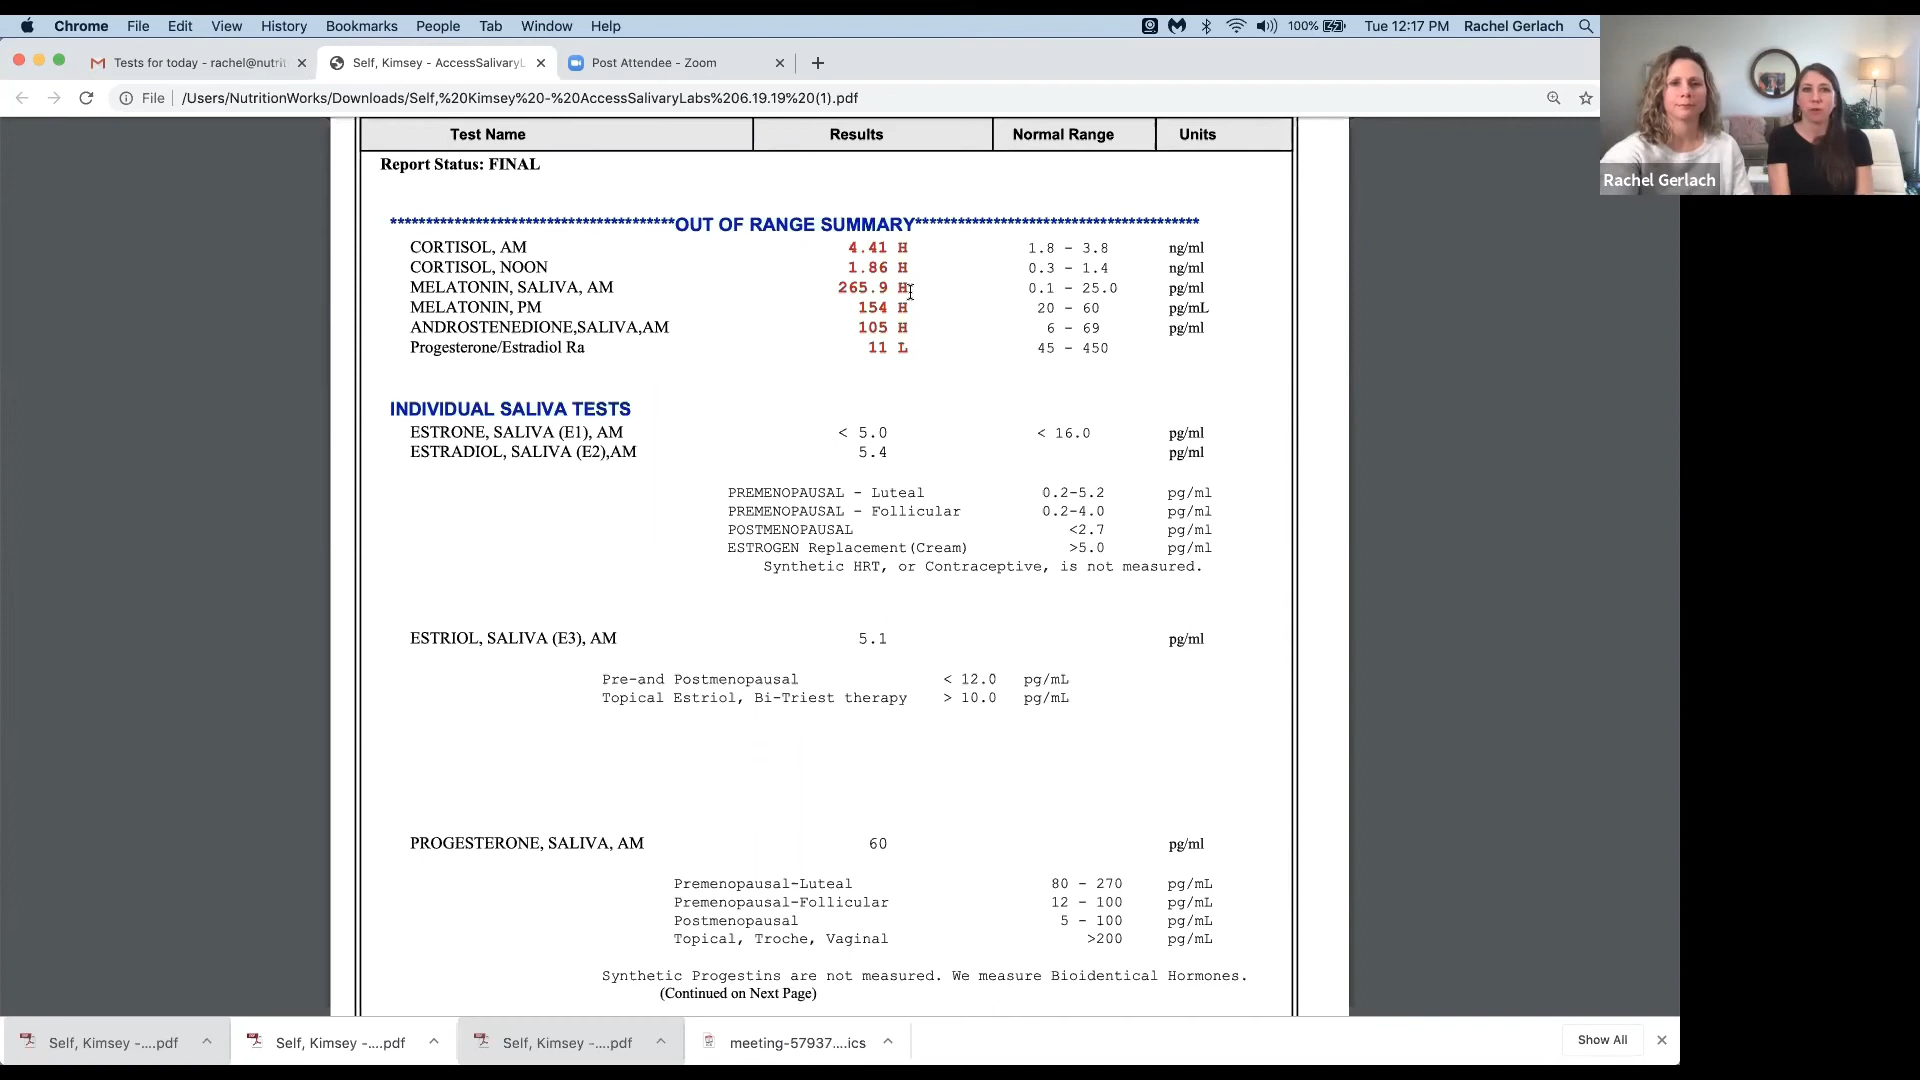 Chrome File Edit View History Bookmarks People Tab Window Help 100% Tue 12:17 PM Rachel Gerlach
Tests for today - rachel@nutrit Self, Kimsey - AccessSalivaryL Post Attendee - Zoom
File /Users/NutritionWorks/Downloads/Self,%20Kimsey%20-%20AccessSalivaryLabs%206.19.19%20(1).pdf
Rachel Gerlach
Test Name Results Normal Range Units
Report Status: FINAL
****************************************OUT OF RANGE SUMMARY****************************************
CORTISOL, AM 4.41 H 1.8 - 3.8 ng/ml
CORTISOL, NOON 1.86 H 0.3 - 1.4 ng/ml
MELATONIN, SALIVA, AM 265.9 H 0.1 - 25.0 pg/ml
MELATONIN, PM 154 H 20 - 60 pg/mL
ANDROSTENEDIONE,SALIVA,AM 105 H 6 - 69 pg/ml
Progesterone/Estradiol Ra 11 L 45 - 450
INDIVIDUAL SALIVA TESTS
ESTRONE, SALIVA (E1), AM < 5.0 < 16.0 pg/ml
ESTRADIOL, SALIVA (E2),AM 5.4 pg/ml
PREMENOPAUSAL - Luteal 0.2-5.2 pg/ml
PREMENOPAUSAL - Follicular 0.2-4.0 pg/ml
POSTMENOPAUSAL <2.7 pg/ml
ESTROGEN Replacement(Cream) >5.0 pg/ml
Synthetic HRT, or Contraceptive, is not measured.
ESTRIOL, SALIVA (E3), AM 5.1 pg/ml
Pre-and Postmenopausal < 12.0 pg/mL
Topical Estriol, Bi-Triest therapy > 10.0 pg/mL
PROGESTERONE, SALIVA, AM 60 pg/ml
Premenopausal-Luteal 80 - 270 pg/mL
Premenopausal-Follicular 12 - 100 pg/mL
Postmenopausal 5 - 100 pg/mL
Topical, Troche, Vaginal >200 pg/mL
Synthetic Progestins are not measured. We measure Bioidentical Hormones.
(Continued on Next Page)
Self, Kimsey -....pdf Self, Kimsey -....pdf Self, Kimsey -....pdf meeting-57937....ics Show All